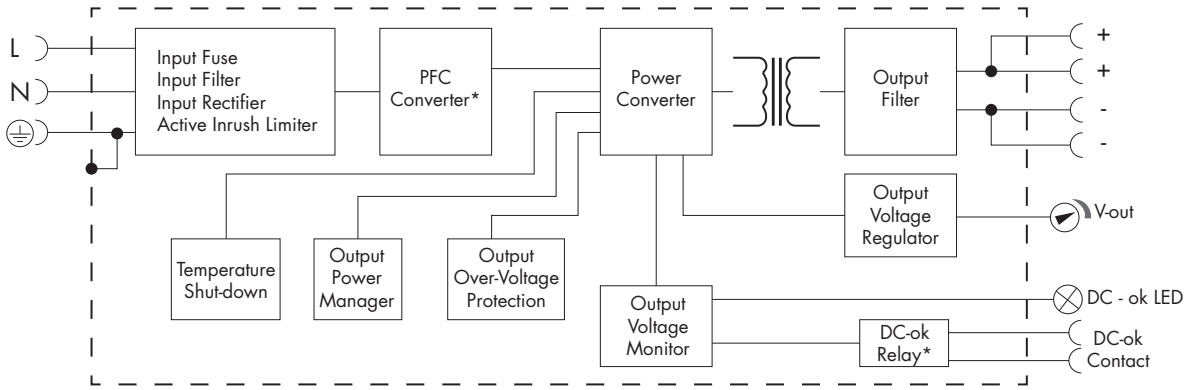 L
N
Input Fuse
Input Filter
Input Rectifier
Active Inrush Limiter
PFC
Converter*
Power
Converter
Output
Filter
+
+
-
-
Temperature
Shut-down
Output
Power
Manager
Output
Over-Voltage
Protection
Output
Voltage
Regulator
V-out
Output
Voltage
Monitor
DC - ok LED
DC-ok
Relay*
DC-ok
Contact